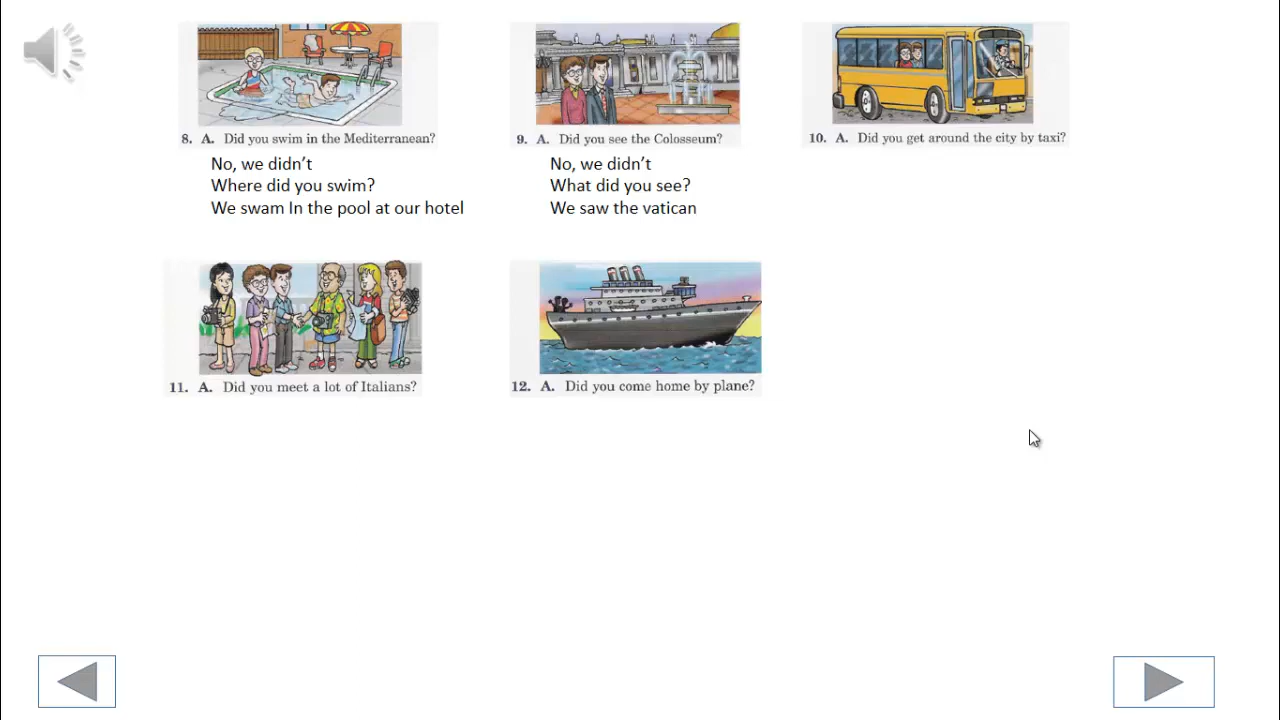 8. A. Did you swim in the Mediterranean?
No, we didn't
Where did you swim?
We swam In the pool at our hotel
9. A. Did you see the Colosseum?
No, we didn't
What did you see?
We saw the vatican
10. A. Did you get around the city by taxi?
11. A. Did you meet a lot of Italians?
12. A. Did you come home by plane?